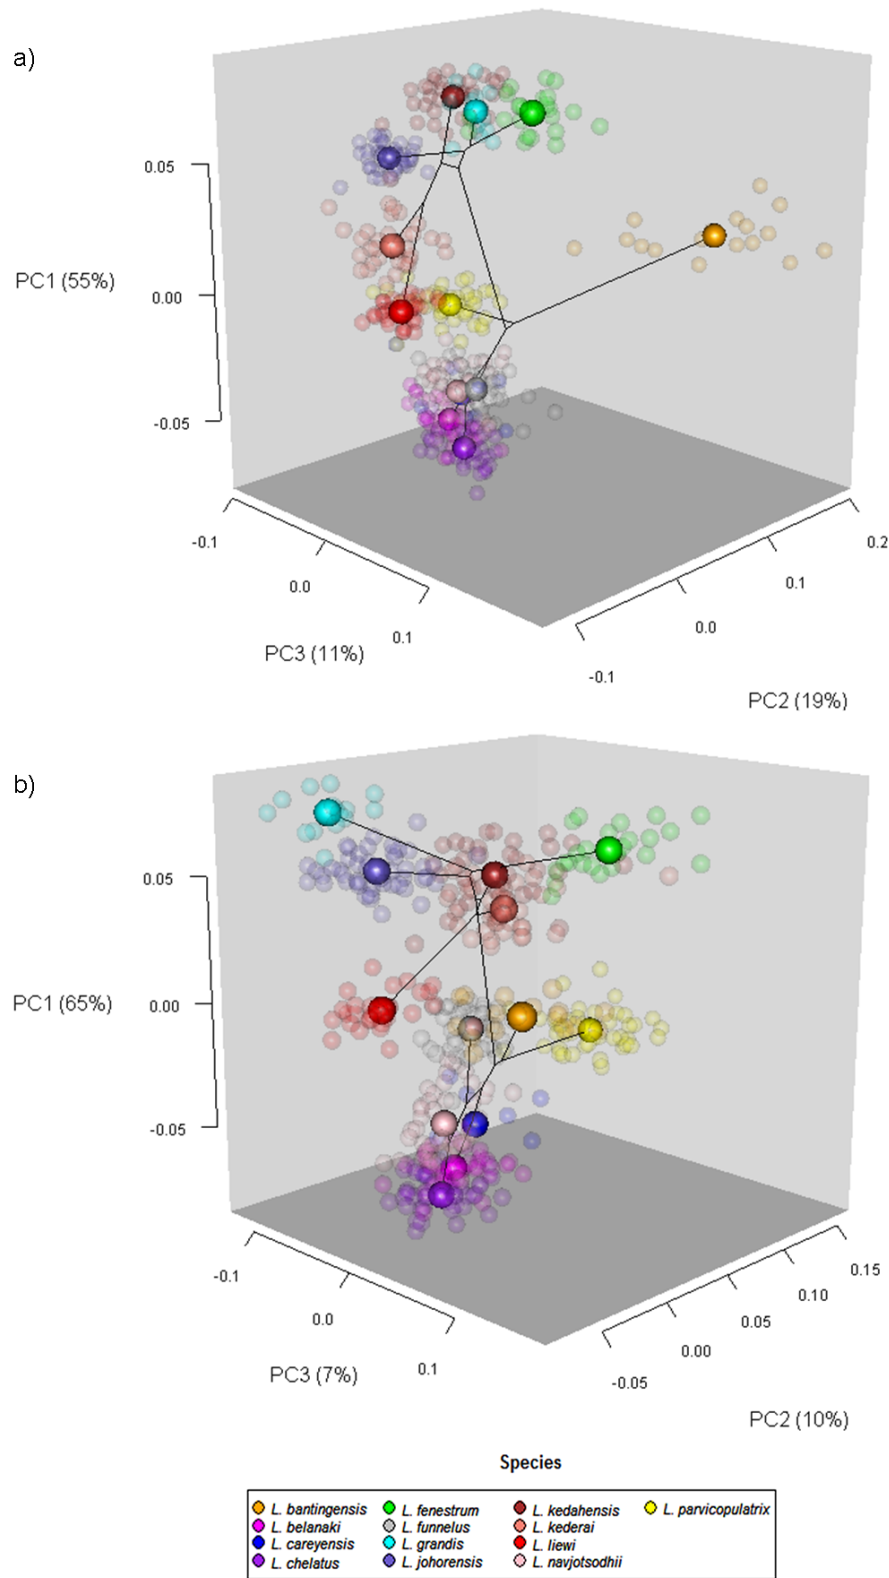 a)
0.05
PC1 (55%)
0.00
-0.05
-0.1
0.0
0.1
PC3 (11%)
0.2
0.1
0.0
-0.1
PC2 (19%)
b)
0.05
PC1 (65%)
0.00
-0.05
-0.1
0.0
0.1
PC3 (7%)
0.15
0.10
0.05
0.00
-0.05
PC2 (10%)
Species
L. bantingensis L. fenestrum L. kedahensis L. parvicopulatrix
L. belanaki L. funnelus L. kederai
L. careyensis L. grandis L. liewi
L. chelatus L. johorensis L. navjotsodhii